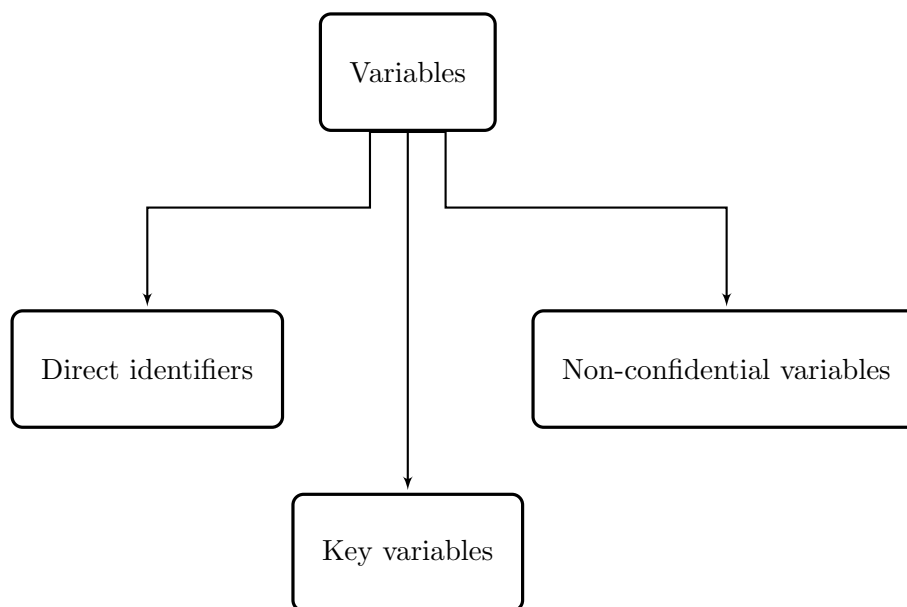 Variables
Direct identifiers
Non-confidential variables
Key variables